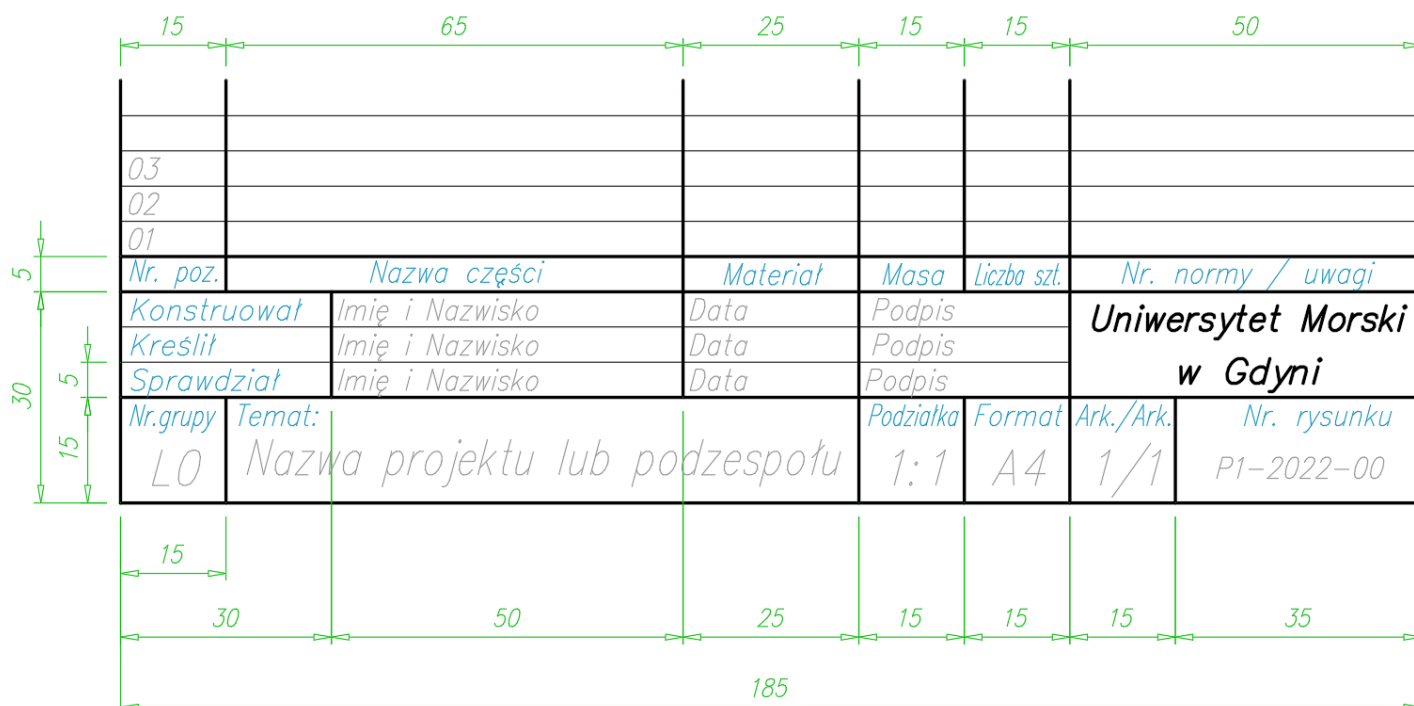 15 65 25 15 15 50
03
02
01
5 Nr. poz. Nazwa części Materiał Masa Liczba szt. Nr. normy / uwagi
Konstruował Imię i Nazwisko Data Podpis
Kreślił Imię i Nazwisko Data Podpis
Sprawdział Imię i Nazwisko Data Podpis
Uniwersytet Morski
w Gdyni
30 5 15
Nr.grupy Temat: Podziałka Format Ark./Ark. Nr. rysunku
L0 Nazwa projektu lub podzespołu 1:1 A4 1/1 P1-2022-00
15
30 50 25 15 15 15 35
185